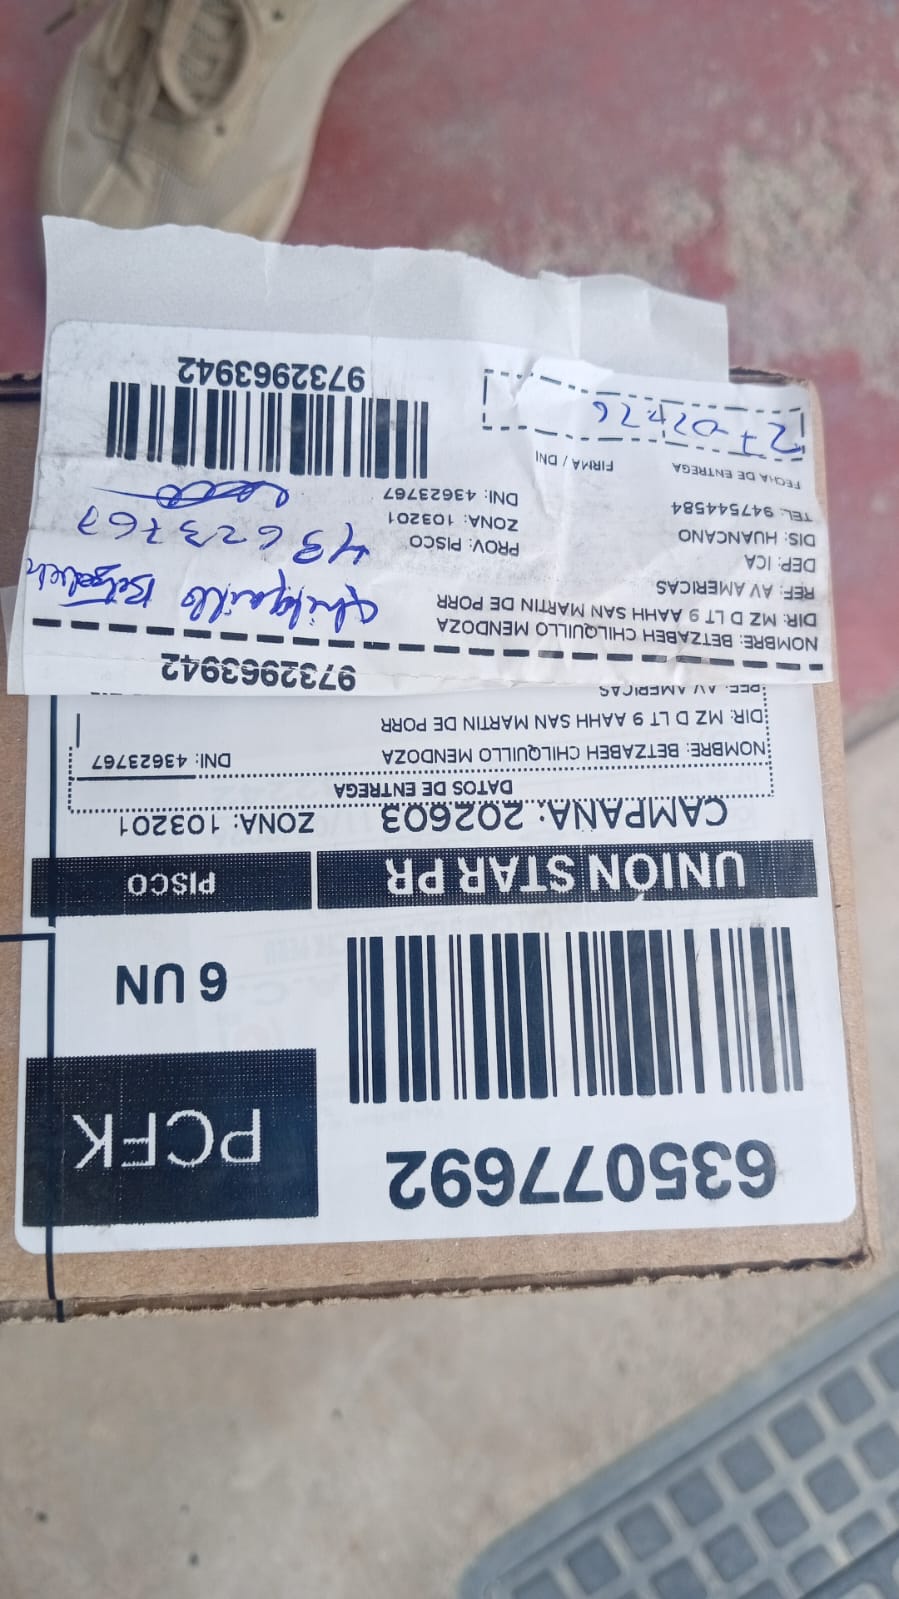 635077692
PCFK
6 UN
UNIÓN STAR PR
PISCO
CAMPAÑA: 202603 ZONA: 103201
DATOS DE ENTREGA
NOMBRE: BETZABEH CHILQUILLO MENDOZA DNI: 43623767
DIR: MZ D LT 9 AAHH SAN MARTIN DE PORR
REF: AV AMERICAS
9732963942
NOMBRE: BETZABEH CHILQUILLO MENDOZA
DIR: MZ D LT 9 AAHH SAN MARTIN DE PORR
REF: AV AMERICAS
DEP: ICA PROV: PISCO
DIS: HUANCANO ZONA: 103201
TEL: 947544584 DNI: 43623767
Chilquillo Betzabeh
43623767
FECHA DE ENTREGA FIRMA / DNI
27-02-26
9732963942